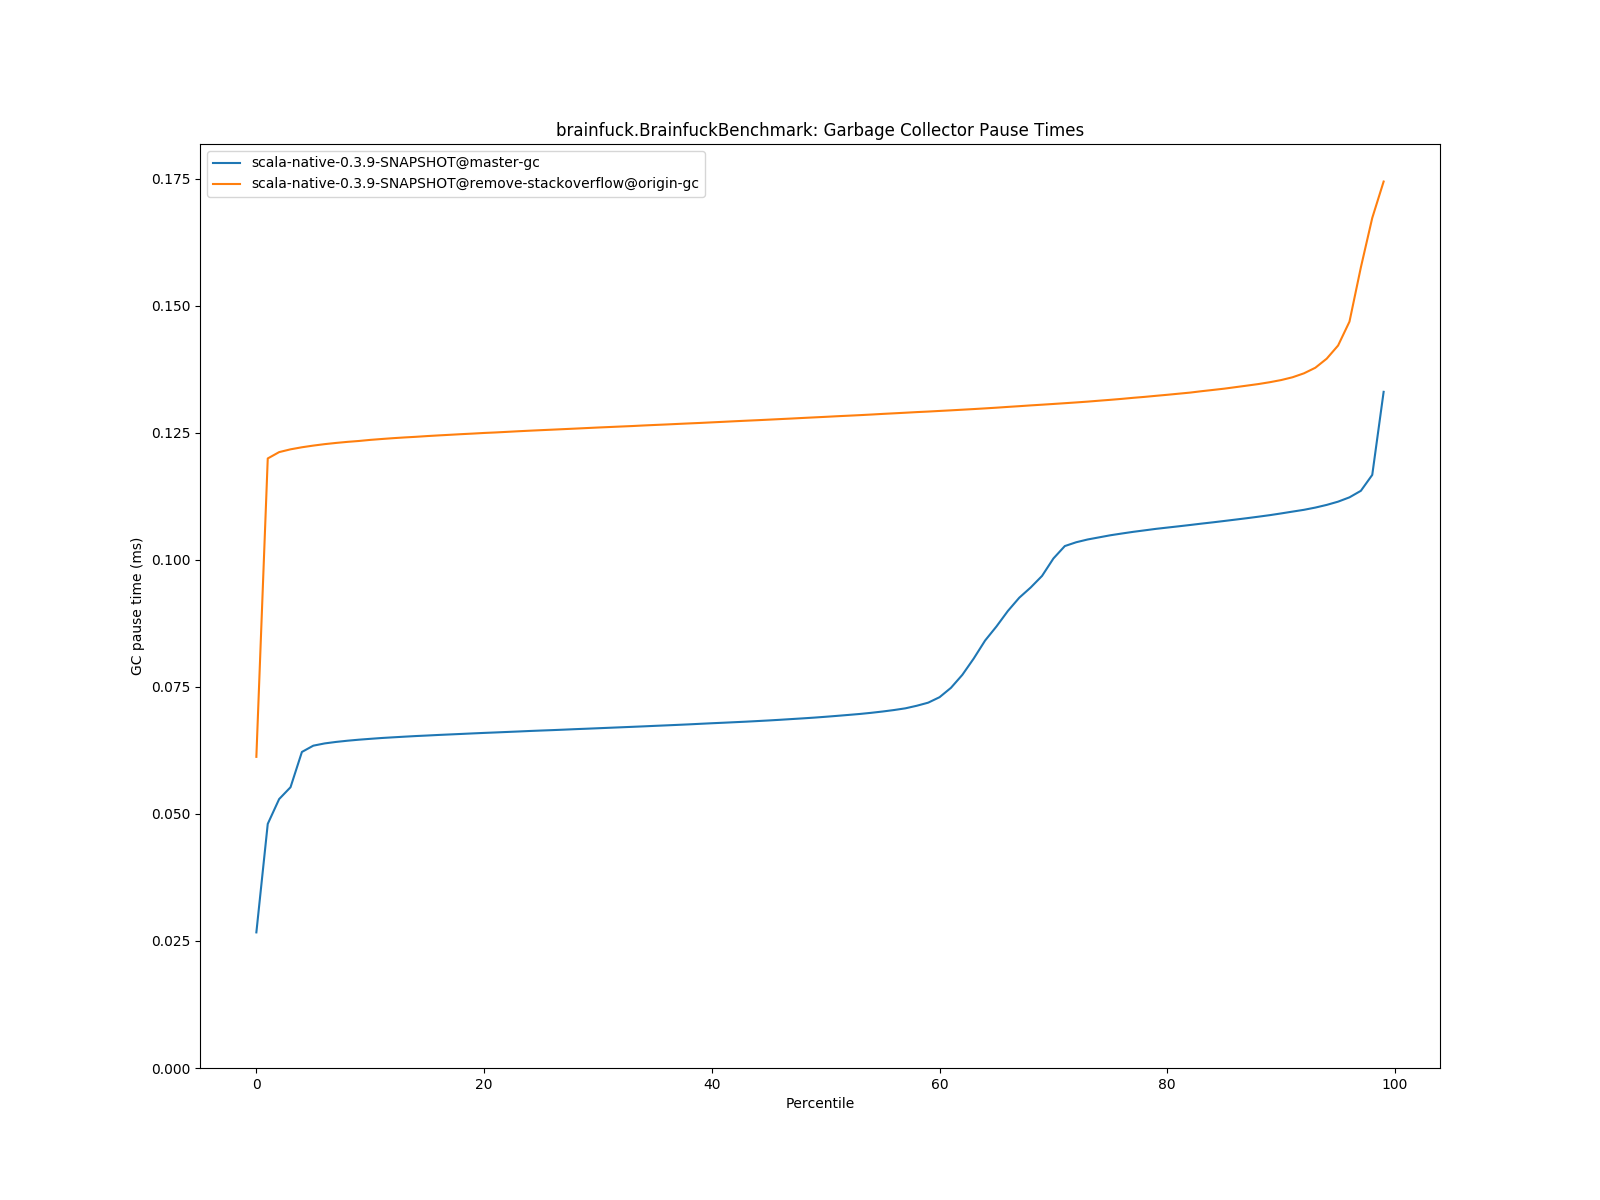 brainfuck.BrainfuckBenchmark: Garbage Collector Pause Times
scala-native-0.3.9-SNAPSHOT@master-gc
scala-native-0.3.9-SNAPSHOT@remove-stackoverflow@origin-gc
0.175
0.150
0.125
0.100
0.075
0.050
0.025
0.000
GC pause time (ms)
0 20 40 60 80 100
Percentile